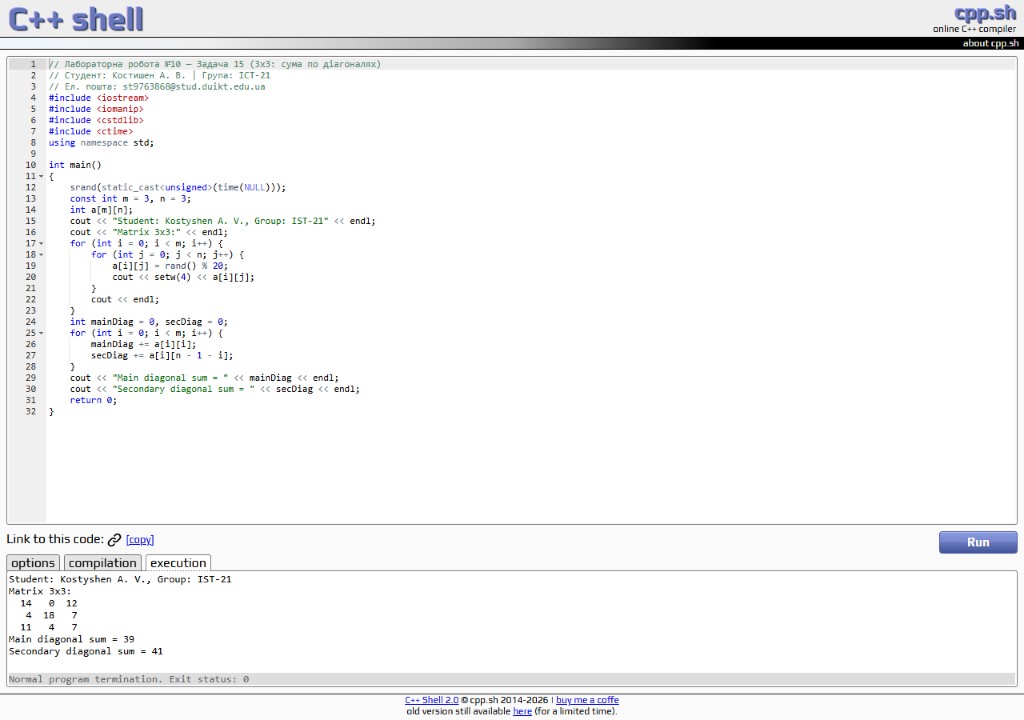 C++ shell
cpp.sh
online C++ compiler
about cpp.sh
1 // Лабораторна робота №10 — Задача 15 (3x3: сума по діагоналях)
2 // Студент: Костишен А. В. | Група: ІСТ-21
3 // Ел. пошта: st9763868@stud.duikt.edu.ua
4 #include <iostream>
5 #include <iomanip>
6 #include <cstdlib>
7 #include <ctime>
8 using namespace std;
9
10 int main()
11 {
12 srand(static_cast<unsigned>(time(NULL)));
13 const int m = 3, n = 3;
14 int a[m][n];
15 cout << "Student: Kostyshen A. V., Group: IST-21" << endl;
16 cout << "Matrix 3x3:" << endl;
17 for (int i = 0; i < m; i++) {
18 for (int j = 0; j < n; j++) {
19 a[i][j] = rand() % 20;
20 cout << setw(4) << a[i][j];
21 }
22 cout << endl;
23 }
24 int mainDiag = 0, secDiag = 0;
25 for (int i = 0; i < m; i++) {
26 mainDiag += a[i][i];
27 secDiag += a[i][n - 1 - i];
28 }
29 cout << "Main diagonal sum = " << mainDiag << endl;
30 cout << "Secondary diagonal sum = " << secDiag << endl;
31 return 0;
32 }
Link to this code: [copy]
Run
options compilation execution
Student: Kostyshen A. V., Group: IST-21
Matrix 3x3:
14 0 12
4 18 7
11 4 7
Main diagonal sum = 39
Secondary diagonal sum = 41
Normal program termination. Exit status: 0
C++ Shell 2.0 © cpp.sh 2014-2026 | buy me a coffe
old version still available here (for a limited time).